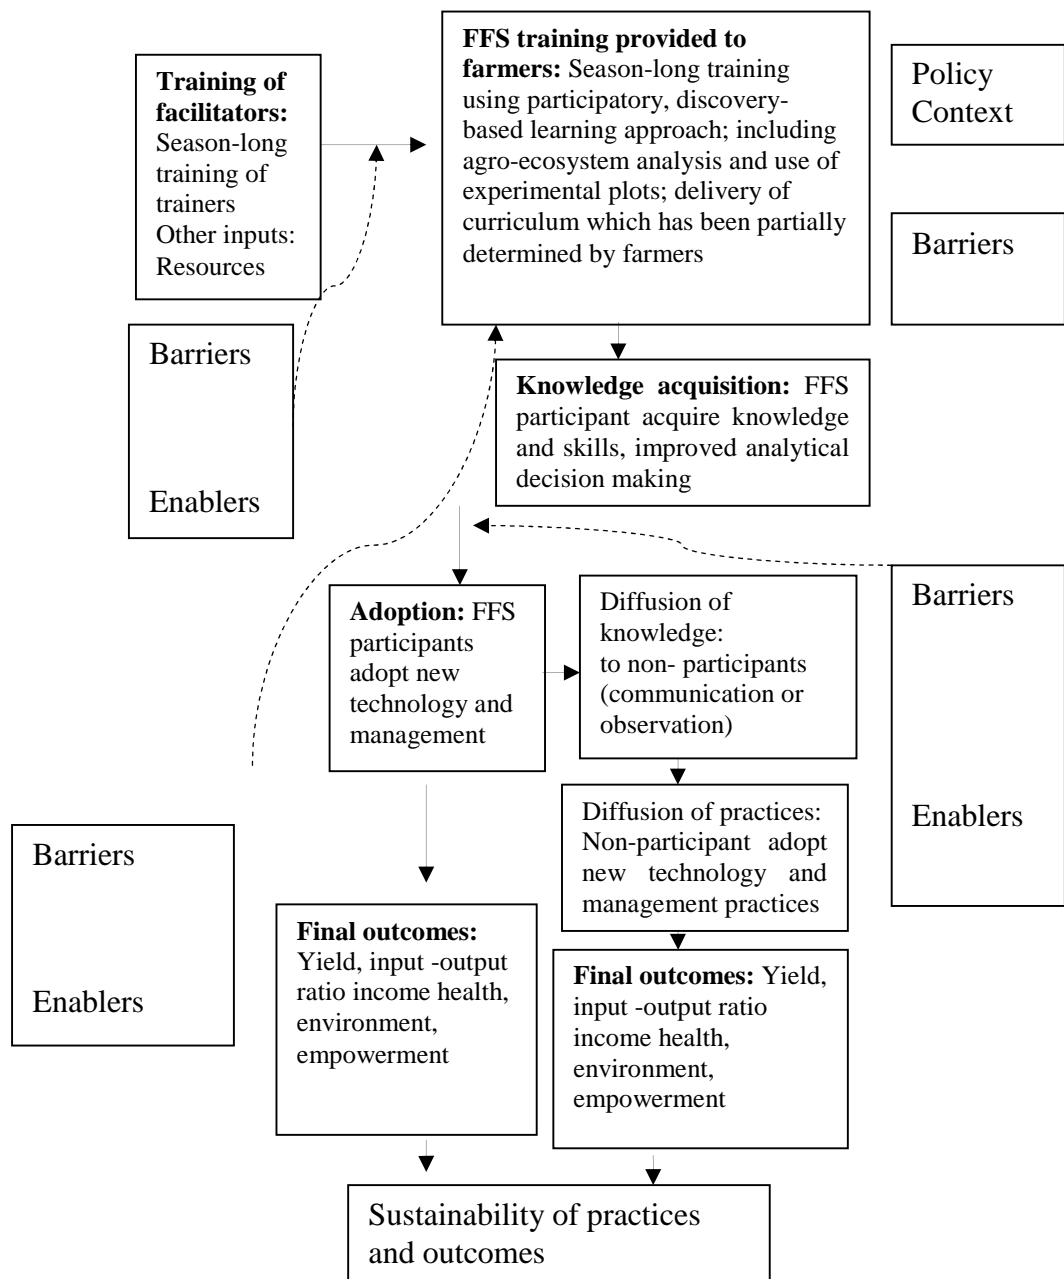 Training of
facilitators:
Season-long
training of
trainers
Other inputs:
Resources
FFS training provided to
farmers: Season-long training
using participatory, discovery-
based learning approach; including
agro-ecosystem analysis and use of
experimental plots; delivery of
curriculum which has been partially
determined by farmers
Policy
Context
Barriers
Barriers
Enablers
Knowledge acquisition: FFS
participant acquire knowledge
and skills, improved analytical
decision making
Adoption: FFS
participants
adopt new
technology and
management
Diffusion of
knowledge:
to non- participants
(communication or
observation)
Barriers
Enablers
Diffusion of practices:
Non-participant adopt
new technology and
management practices
Barriers
Enablers
Final outcomes:
Yield, input -output
ratio income health,
environment,
empowerment
Final outcomes: Yield,
input -output ratio
income health,
environment,
empowerment
Sustainability of practices
and outcomes